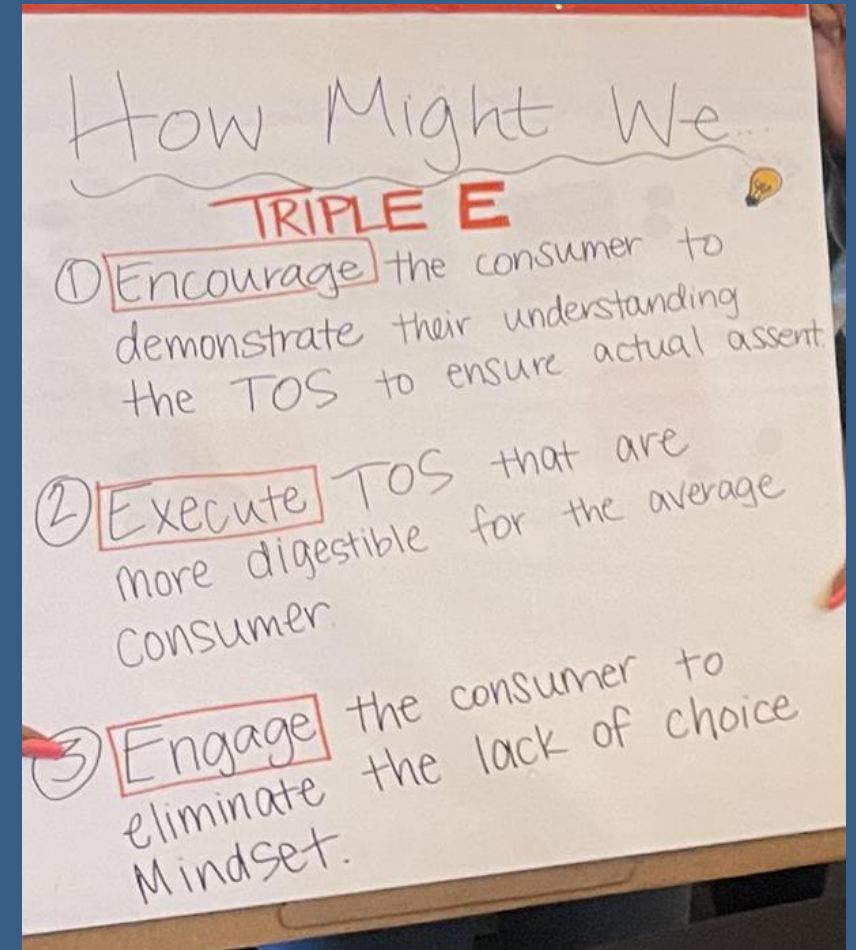 How Might We...
TRIPLE E
① Encourage the consumer to
demonstrate their understanding
the TOS to ensure actual assent.
② Execute TOS that are
more digestible for the average
consumer.
③ Engage the consumer to
eliminate the lack of choice
Mindset.